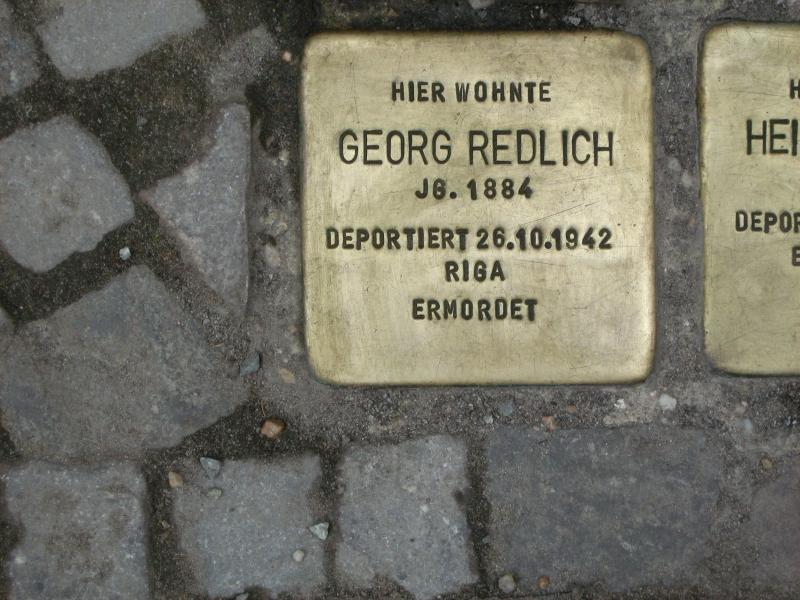 HIER WOHNTE
GEORG REDLICH
JG. 1884
DEPORTIERT 26.10.1942
RIGA
ERMORDET